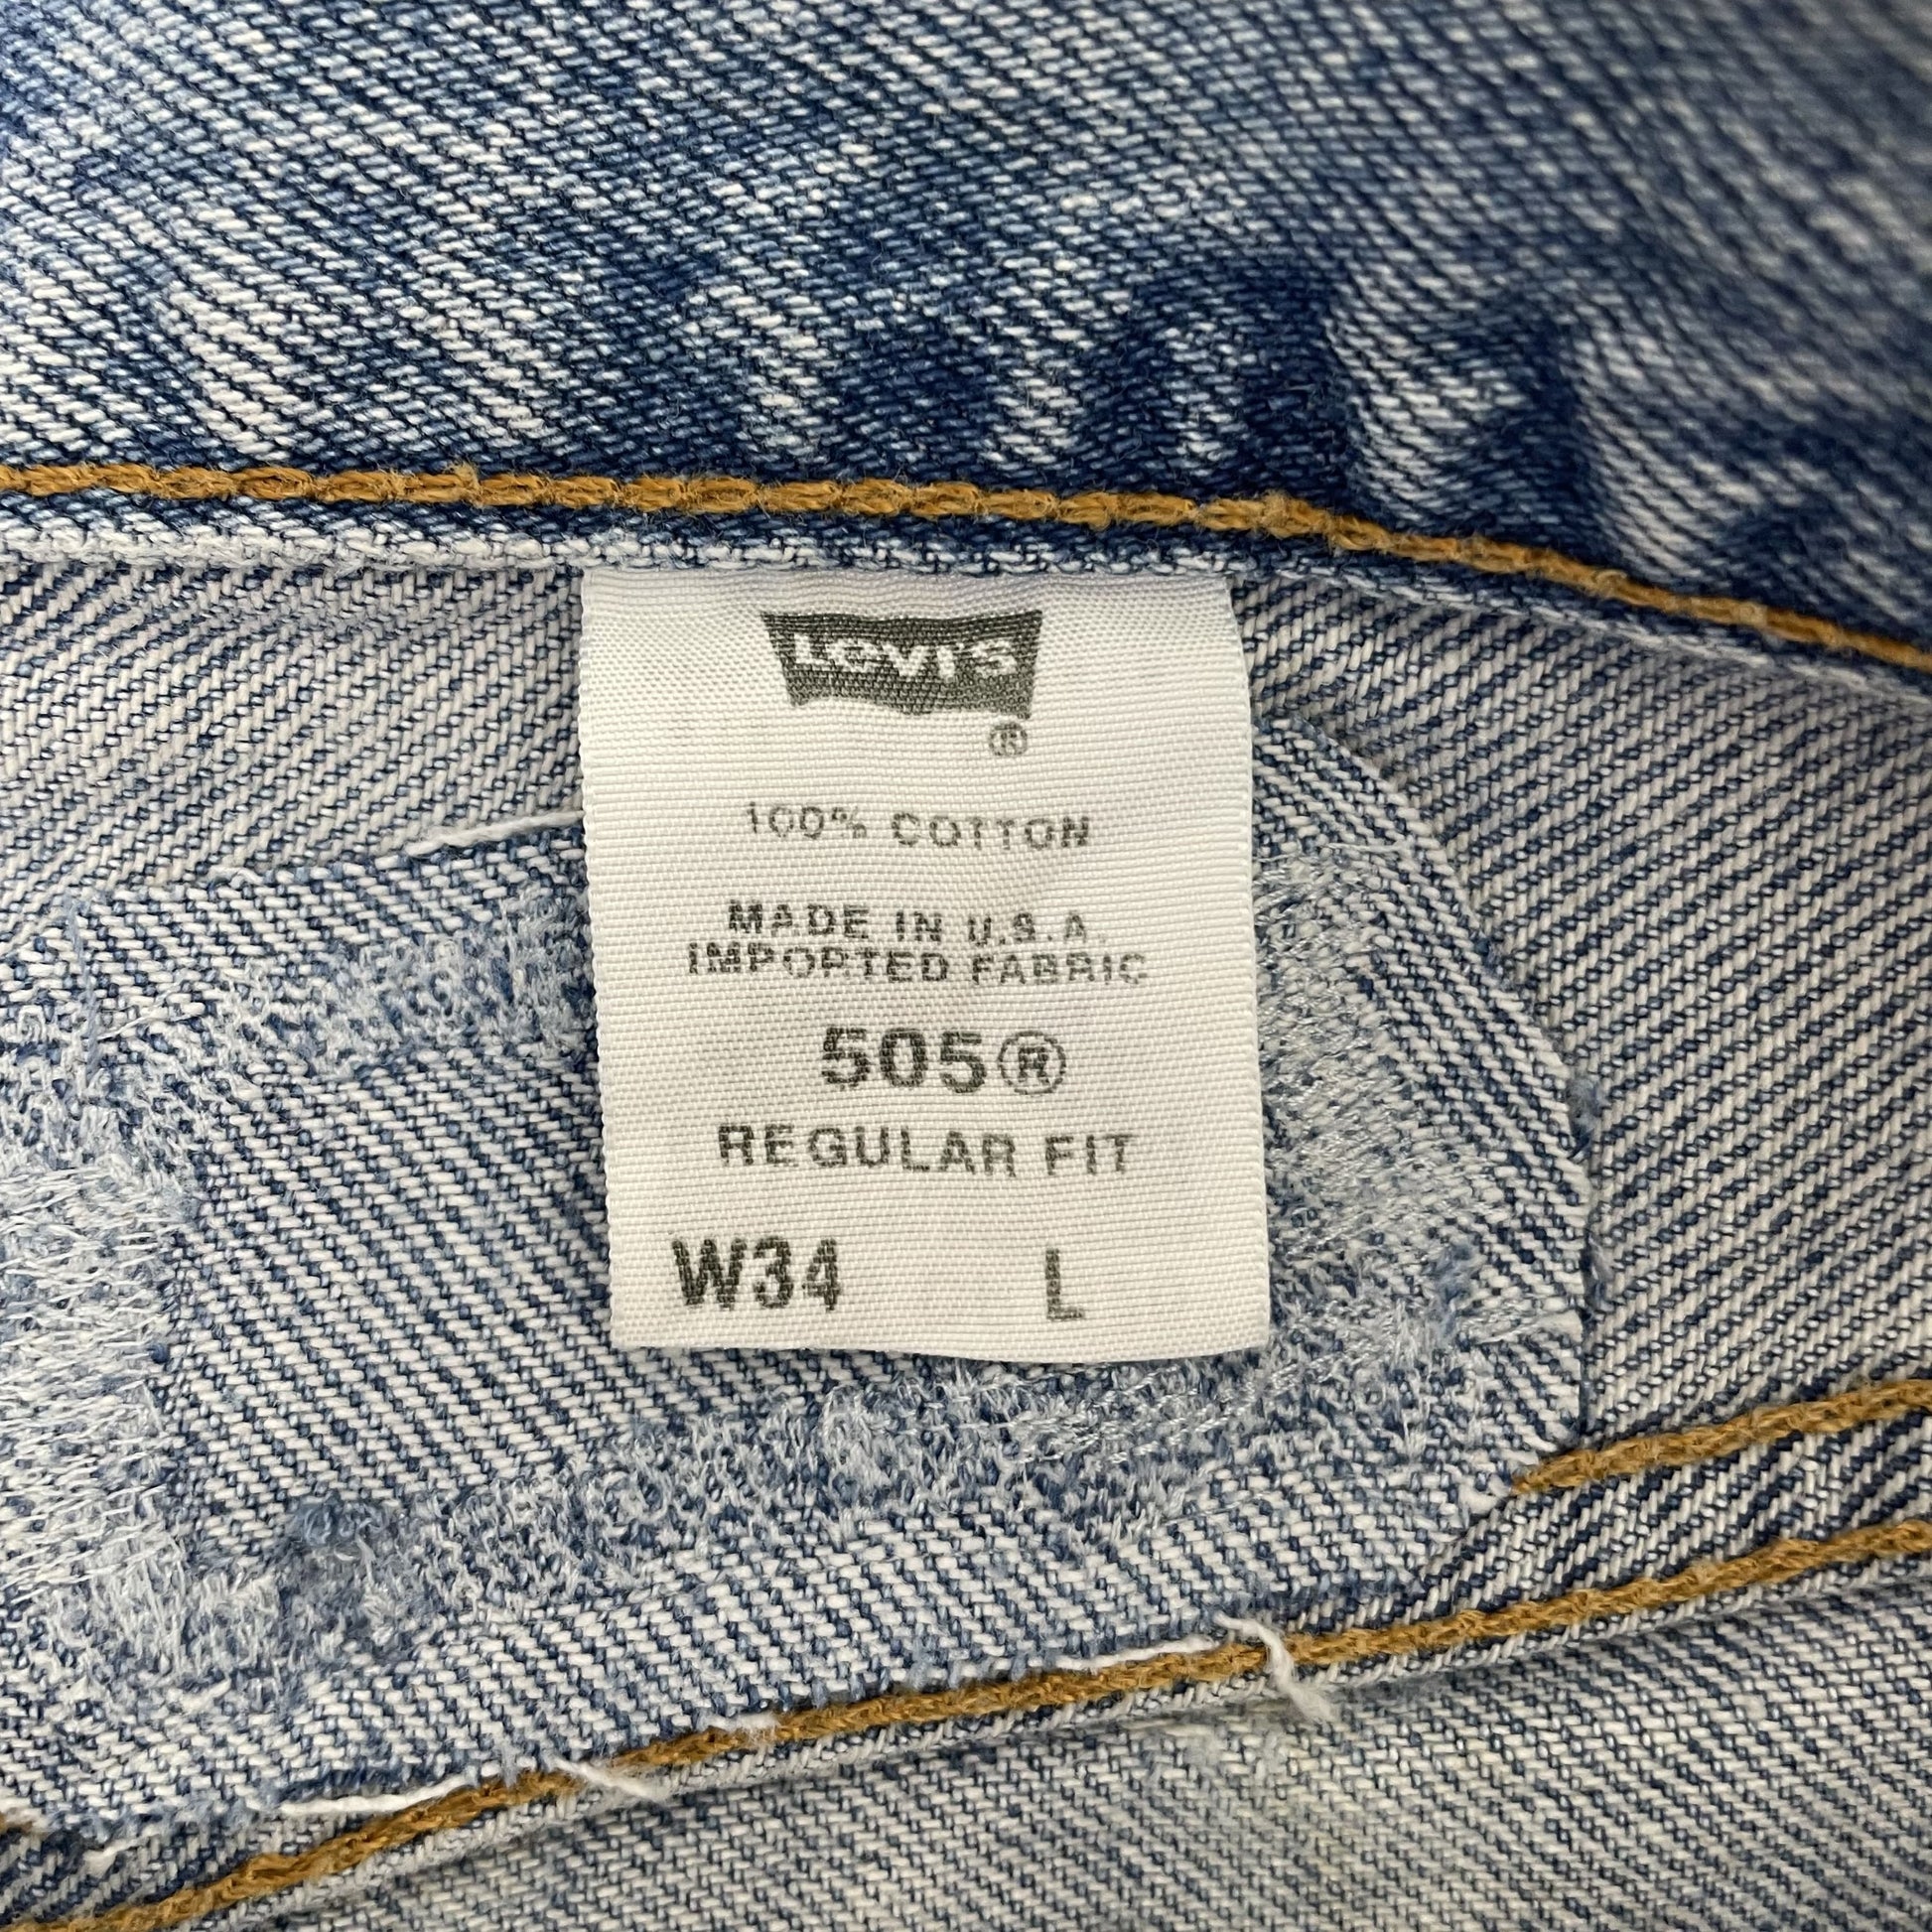 Levi's
®
100% COTTON
MADE IN U.S.A.
IMPORTED FABRIC
505®
REGULAR FIT
W34 L